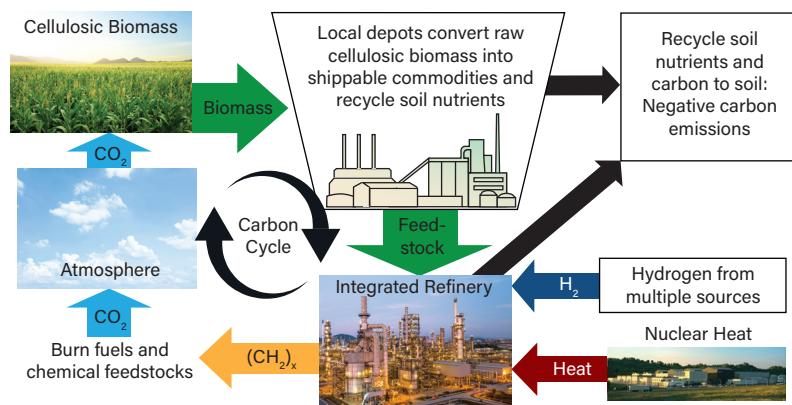 Cellulosic Biomass
Biomass
Local depots convert raw
cellulosic biomass into
shippable commodities and
recycle soil nutrients
Recycle soil
nutrients and
carbon to soil:
Negative carbon
emissions
CO₂
Atmosphere
Carbon
Cycle
Feed-
stock
Integrated Refinery
H₂
Hydrogen from
multiple sources
CO₂
Burn fuels and
chemical feedstocks
(CH₂)ₓ
Heat
Nuclear Heat